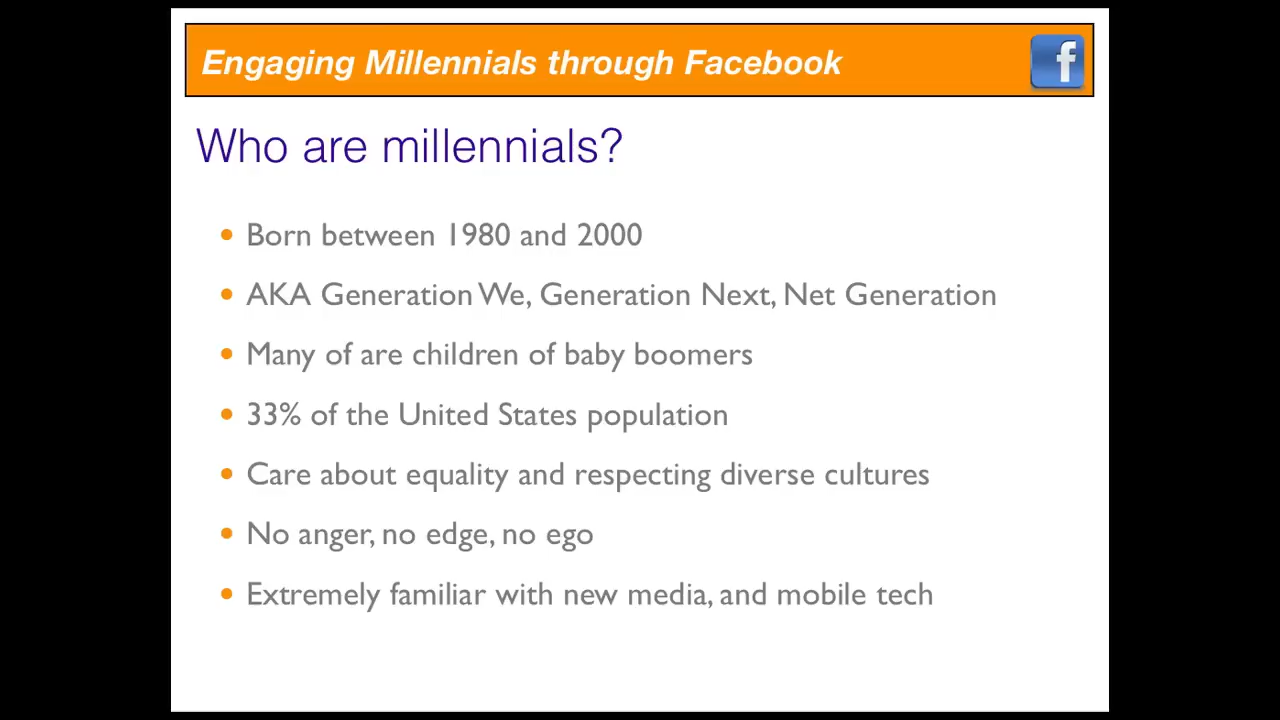 Engaging Millennials through Facebook
f
Who are millennials?
• Born between 1980 and 2000
• AKA Generation We, Generation Next, Net Generation
• Many of are children of baby boomers
• 33% of the United States population
• Care about equality and respecting diverse cultures
• No anger, no edge, no ego
• Extremely familiar with new media, and mobile tech